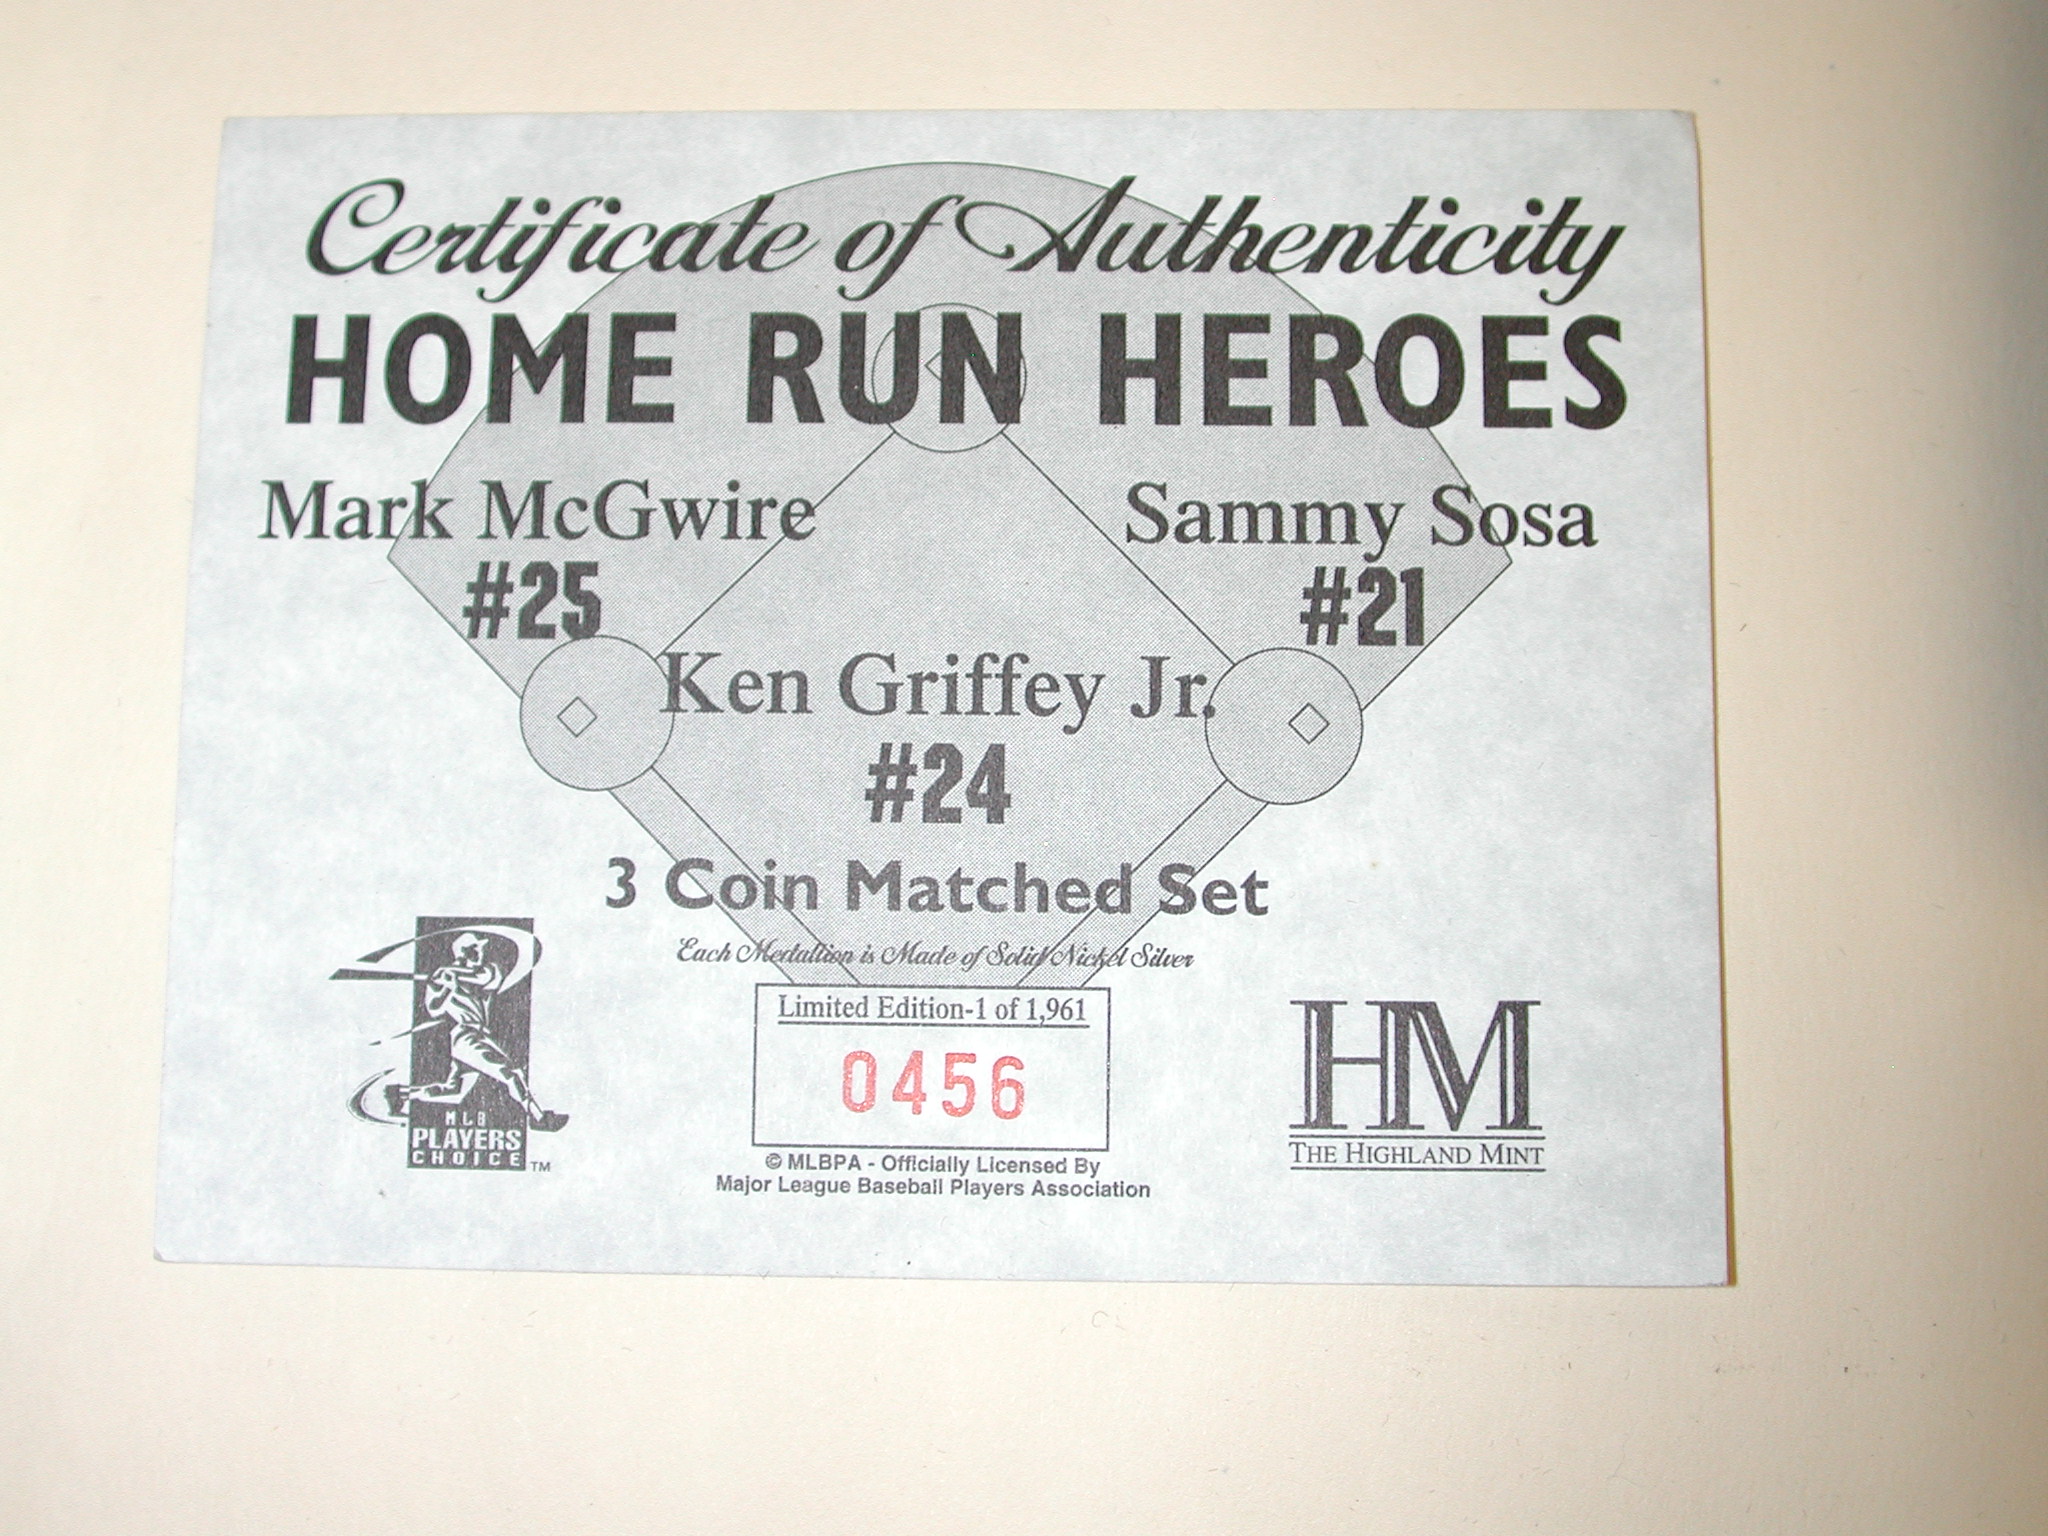 Certificate of Authenticity
HOME RUN HEROES
Mark McGwire
#25
Sammy Sosa
#21
Ken Griffey Jr.
#24
3 Coin Matched Set
Each Medallion is Made of Solid Nickel Silver
Limited Edition-1 of 1,961
0456
© MLBPA - Officially Licensed By
Major League Baseball Players Association
MLB
PLAYERS
CHOICE™
HM
THE HIGHLAND MINT